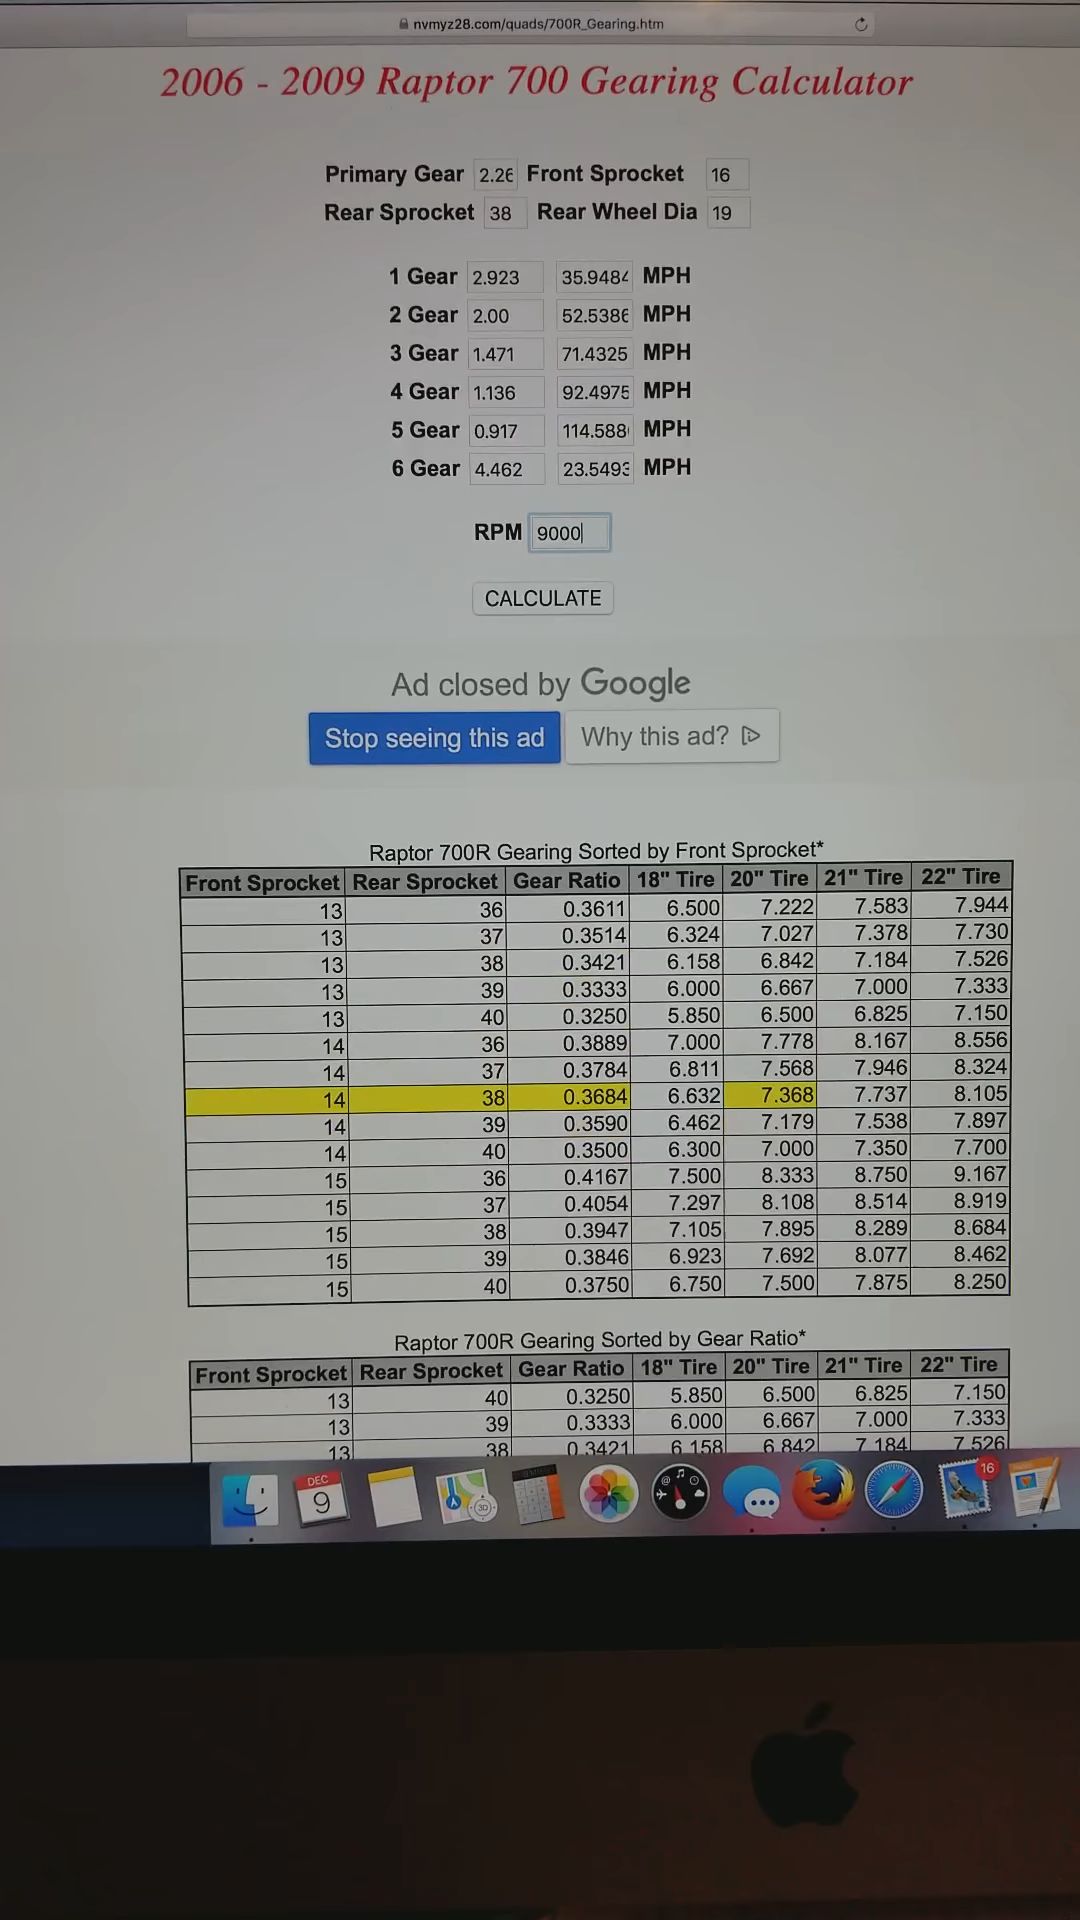 nvmyz28.com/quads/700R_Gearing.htm
2006 - 2009 Raptor 700 Gearing Calculator
Primary Gear 2.26 Front Sprocket 16
Rear Sprocket 38 Rear Wheel Dia 19
1 Gear 2.923 35.9484 MPH
2 Gear 2.00 52.5386 MPH
3 Gear 1.471 71.4325 MPH
4 Gear 1.136 92.4975 MPH
5 Gear 0.917 114.588 MPH
6 Gear 4.462 23.5493 MPH
RPM 9000
CALCULATE
Ad closed by Google
Stop seeing this ad Why this ad?
Raptor 700R Gearing Sorted by Front Sprocket*
Front Sprocket Rear Sprocket Gear Ratio 18" Tire 20" Tire 21" Tire 22" Tire
13 36 0.3611 6.500 7.222 7.583 7.944
13 37 0.3514 6.324 7.027 7.378 7.730
13 38 0.3421 6.158 6.842 7.184 7.526
13 39 0.3333 6.000 6.667 7.000 7.333
13 40 0.3250 5.850 6.500 6.825 7.150
14 36 0.3889 7.000 7.778 8.167 8.556
14 37 0.3784 6.811 7.568 7.946 8.324
14 38 0.3684 6.632 7.368 7.737 8.105
14 39 0.3590 6.462 7.179 7.538 7.897
14 40 0.3500 6.300 7.000 7.350 7.700
15 36 0.4167 7.500 8.333 8.750 9.167
15 37 0.4054 7.297 8.108 8.514 8.919
15 38 0.3947 7.105 7.895 8.289 8.684
15 39 0.3846 6.923 7.692 8.077 8.462
15 40 0.3750 6.750 7.500 7.875 8.250
Raptor 700R Gearing Sorted by Gear Ratio*
Front Sprocket Rear Sprocket Gear Ratio 18" Tire 20" Tire 21" Tire 22" Tire
13 40 0.3250 5.850 6.500 6.825 7.150
13 39 0.3333 6.000 6.667 7.000 7.333
13 38 0.3421 6.158 6.842 7.184 7.526
DEC
9
3D
16